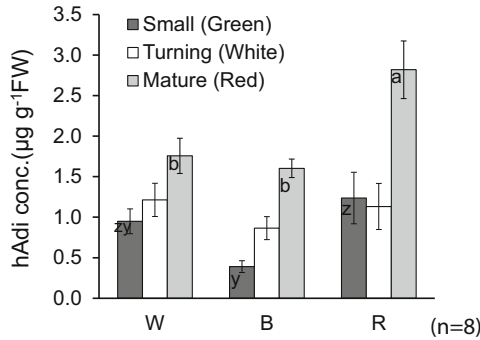 hAdi conc.(µg g-1FW)
3.5
3.0
2.5
2.0
1.5
1.0
0.5
0.0
Small (Green)
Turning (White)
Mature (Red)
zy
b
y
b
z
a
W B R (n=8)